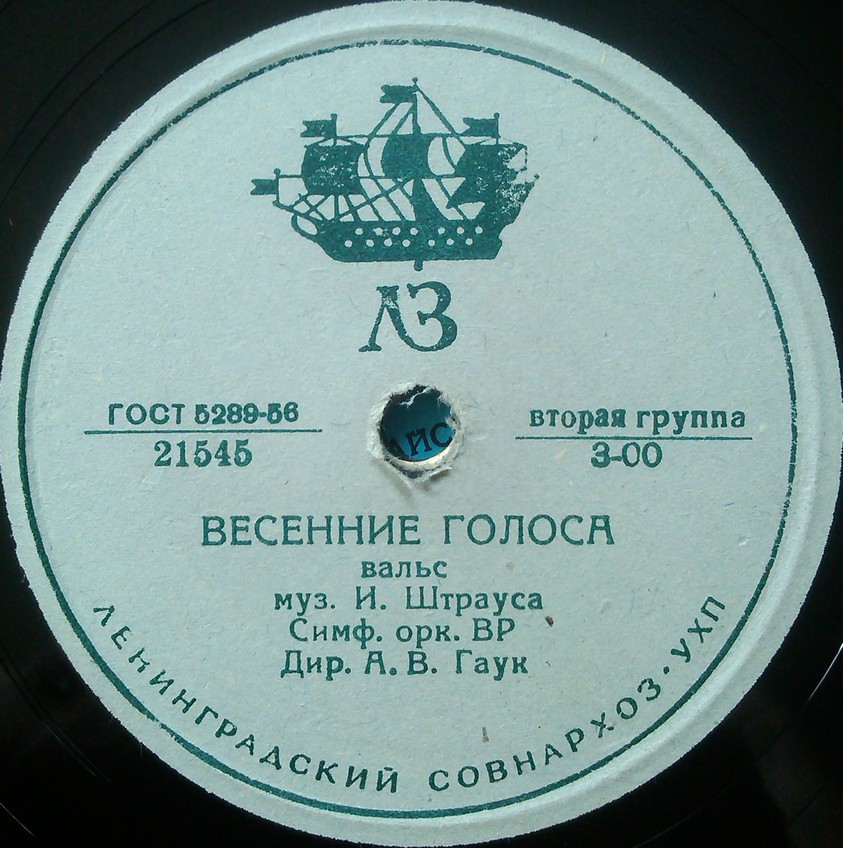 ЛЗ
ГОСТ 5289-56
21545
вторая группа
3-00
ВЕСЕННИЕ ГОЛОСА
вальс
муз. И. Штрауса
Симф. орк. ВР
Дир. А. В. Гаук
ЛЕНИНГРАДСКИЙ СОВНАРХОЗ·УХП